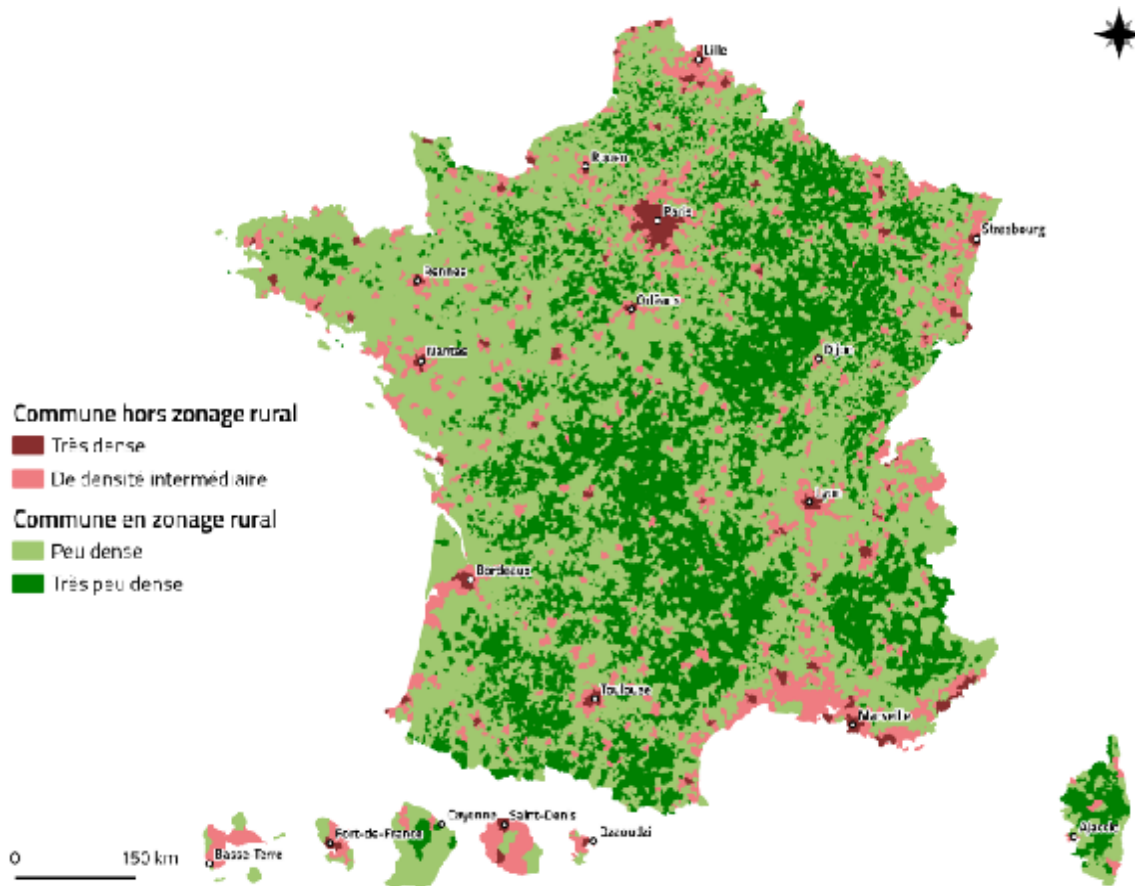 Lille
Rouen
Paris
Strasbourg
Rennes
Orléans
Dijon
Nantes
Commune hors zonage rural
Très dense
De densité intermédiaire
Lyon
Commune en zonage rural
Peu dense
Très peu dense
Bordeaux
Toulouse
Marseille
Cayenne
Saint-Denis
Fort-de-France
Dzaoudzi
Ajaccio
Basse-Terre
0 150 km